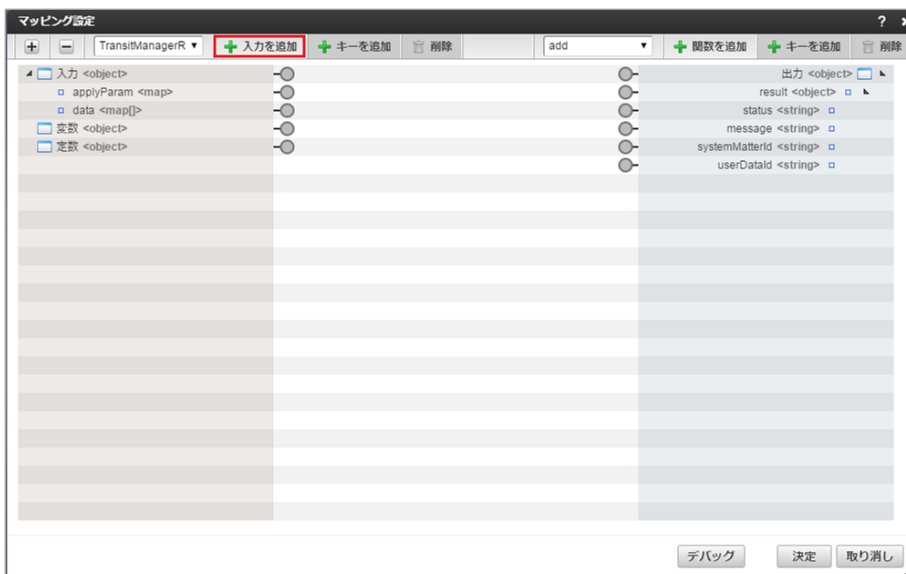 マッピング設定 ?
TransitManagerR 入力を追加 キーを追加 削除 add 関数を追加 キーを追加 削除
入力 <object> 出力 <object>
applyParam <map> result <object>
data <map[]> status <string>
変数 <object> message <string>
定数 <object> systemMatterId <string>
userDataId <string>
デバッグ 決定 取り消し